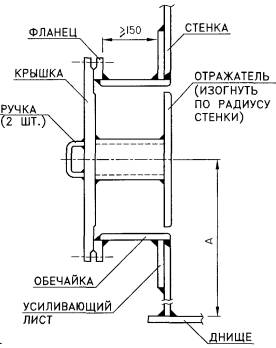 ФЛАНЕЦ
≥150
СТЕНКА
КРЫШКА
ОТРАЖАТЕЛЬ
(ИЗОГНУТЬ
ПО РАДИУСУ
СТЕНКИ)
РУЧКА
(2 ШТ.)
А
ОБЕЧАЙКА
УСИЛИВАЮЩИЙ
ЛИСТ
ДНИЩЕ